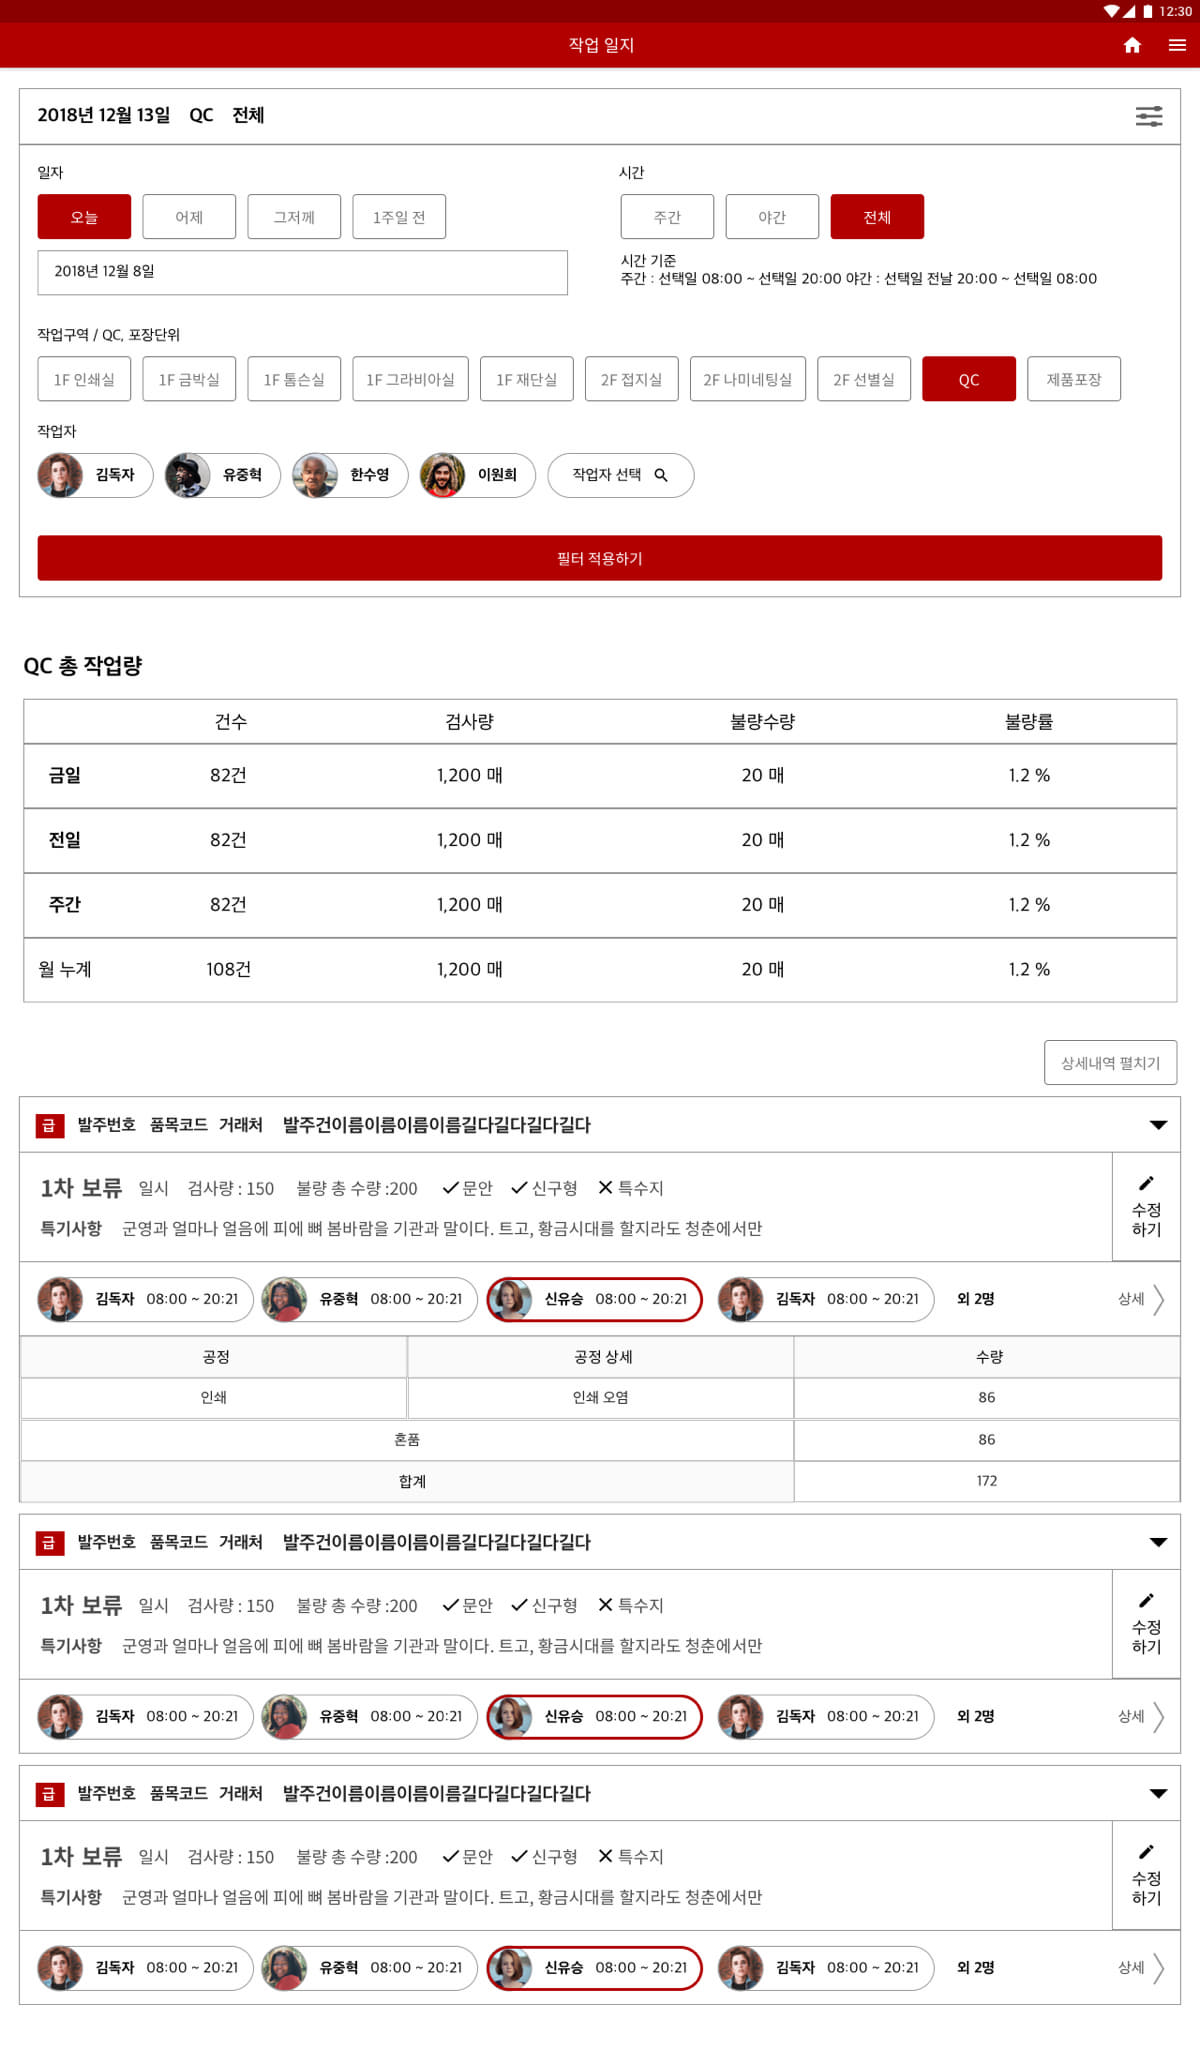 12:30
작업 일지
2018년 12월 13일 QC 전체
일자
오늘 어제 그저께 1주일 전
2018년 12월 8일
시간
주간 야간 전체
시간 기준
주간 : 선택일 08:00 ~ 선택일 20:00 야간 : 선택일 전날 20:00 ~ 선택일 08:00
작업구역 / QC, 포장단위
1F 인쇄실 1F 금박실 1F 톰슨실 1F 그라비아실 1F 재단실 2F 접지실 2F 나미네팅실 2F 선별실 QC 제품포장
작업자
김독자 유중혁 한수영 이원희 작업자 선택
필터 적용하기
QC 총 작업량
건수 검사량 불량수량 불량률
금일 82건 1,200 매 20 매 1.2 %
전일 82건 1,200 매 20 매 1.2 %
주간 82건 1,200 매 20 매 1.2 %
월 누계 108건 1,200 매 20 매 1.2 %
상세내역 펼치기
급 발주번호 품목코드 거래처 발주건이름이름이름이름길다길다길다길다
1차 보류 일시 검사량 : 150 불량 총 수량 :200 문안 신구형 특수지
특기사항 군영과 얼마나 얼음에 피에 뼈 봄바람을 기관과 말이다. 트고, 황금시대를 할지라도 청춘에서만
수정
하기
김독자 08:00 ~ 20:21 유중혁 08:00 ~ 20:21 신유승 08:00 ~ 20:21 김독자 08:00 ~ 20:21 외 2명 상세
공정 공정 상세 수량
인쇄 인쇄 오염 86
혼품 86
합계 172
급 발주번호 품목코드 거래처 발주건이름이름이름이름길다길다길다길다
1차 보류 일시 검사량 : 150 불량 총 수량 :200 문안 신구형 특수지
특기사항 군영과 얼마나 얼음에 피에 뼈 봄바람을 기관과 말이다. 트고, 황금시대를 할지라도 청춘에서만
수정
하기
김독자 08:00 ~ 20:21 유중혁 08:00 ~ 20:21 신유승 08:00 ~ 20:21 김독자 08:00 ~ 20:21 외 2명 상세
급 발주번호 품목코드 거래처 발주건이름이름이름이름길다길다길다길다
1차 보류 일시 검사량 : 150 불량 총 수량 :200 문안 신구형 특수지
특기사항 군영과 얼마나 얼음에 피에 뼈 봄바람을 기관과 말이다. 트고, 황금시대를 할지라도 청춘에서만
수정
하기
김독자 08:00 ~ 20:21 유중혁 08:00 ~ 20:21 신유승 08:00 ~ 20:21 김독자 08:00 ~ 20:21 외 2명 상세